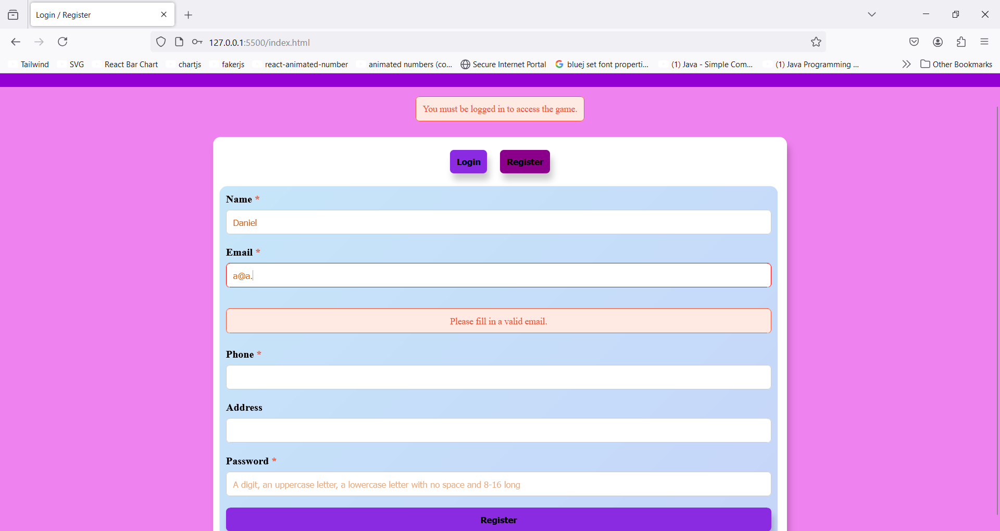 Login / Register
127.0.0.1:5500/index.html
Tailwind SVG React Bar Chart chartjs fakerjs react-animated-number animated numbers (co... Secure Internet Portal bluej set font properti... (1) Java - Simple Com... (1) Java Programming ... Other Bookmarks
You must be logged in to access the game.
Login Register
Name *
Daniel
Email *
a@a.
Please fill in a valid email.
Phone *
Address
Password *
A digit, an uppercase letter, a lowercase letter with no space and 8-16 long
Register